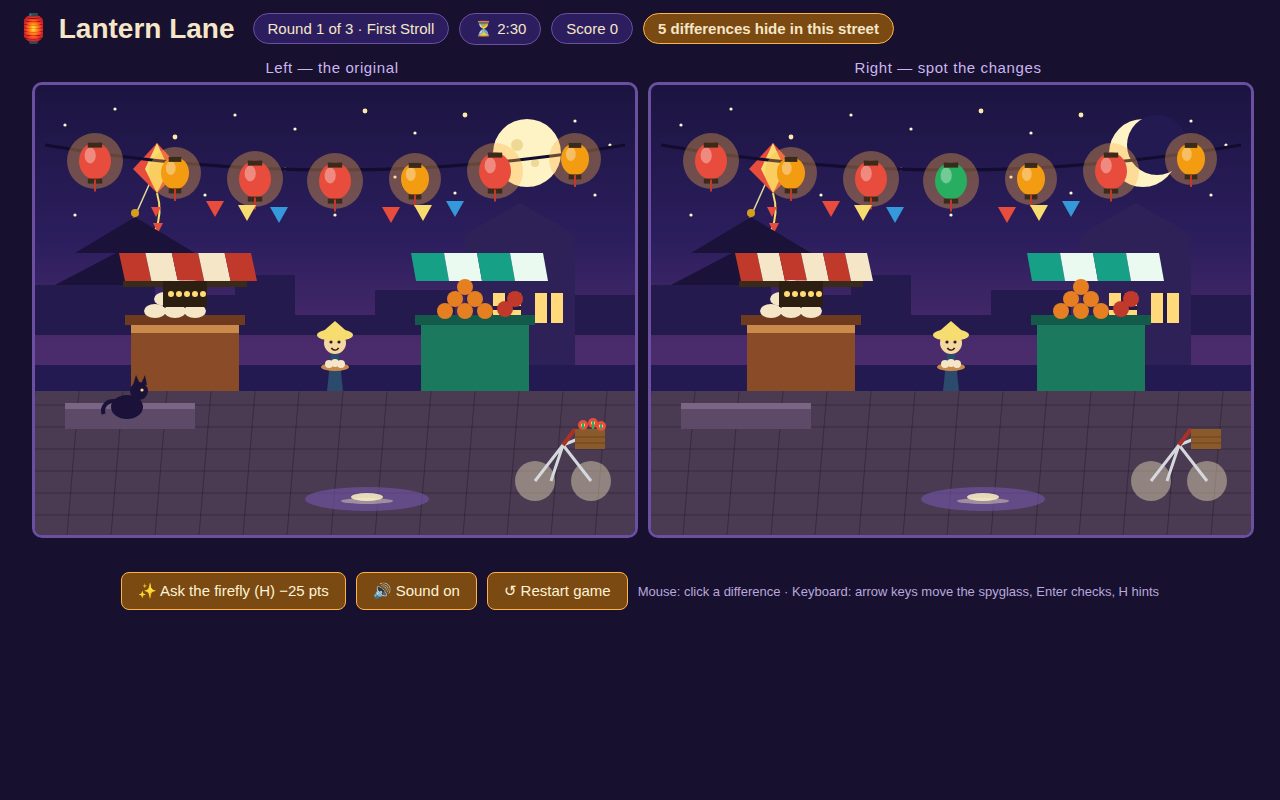 Lantern Lane
Round 1 of 3 · First Stroll
⏳ 2:30
Score 0
5 differences hide in this street
Left — the original
Right — spot the changes
✨ Ask the firefly (H) −25 pts
🔊 Sound on
↺ Restart game
Mouse: click a difference · Keyboard: arrow keys move the spyglass, Enter checks, H hints